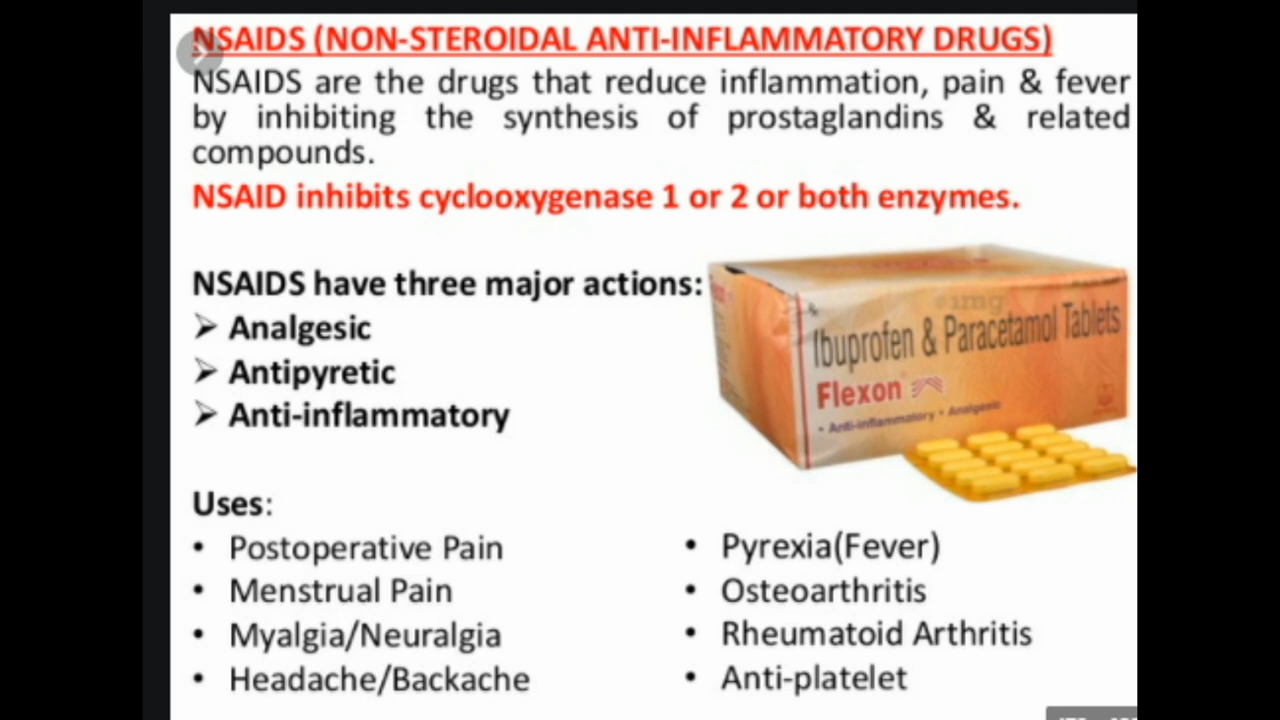 NSAIDS (NON-STEROIDAL ANTI-INFLAMMATORY DRUGS)
NSAIDS are the drugs that reduce inflammation, pain & fever
by inhibiting the synthesis of prostaglandins & related
compounds.
NSAID inhibits cyclooxygenase 1 or 2 or both enzymes.
NSAIDS have three major actions:
➢ Analgesic
➢ Antipyretic
➢ Anti-inflammatory
1mg
Ibuprofen & Paracetamol Tablets
Flexon
• Anti-inflammatory • Analgesic
Uses:
• Postoperative Pain
• Menstrual Pain
• Myalgia/Neuralgia
• Headache/Backache
• Pyrexia(Fever)
• Osteoarthritis
• Rheumatoid Arthritis
• Anti-platelet